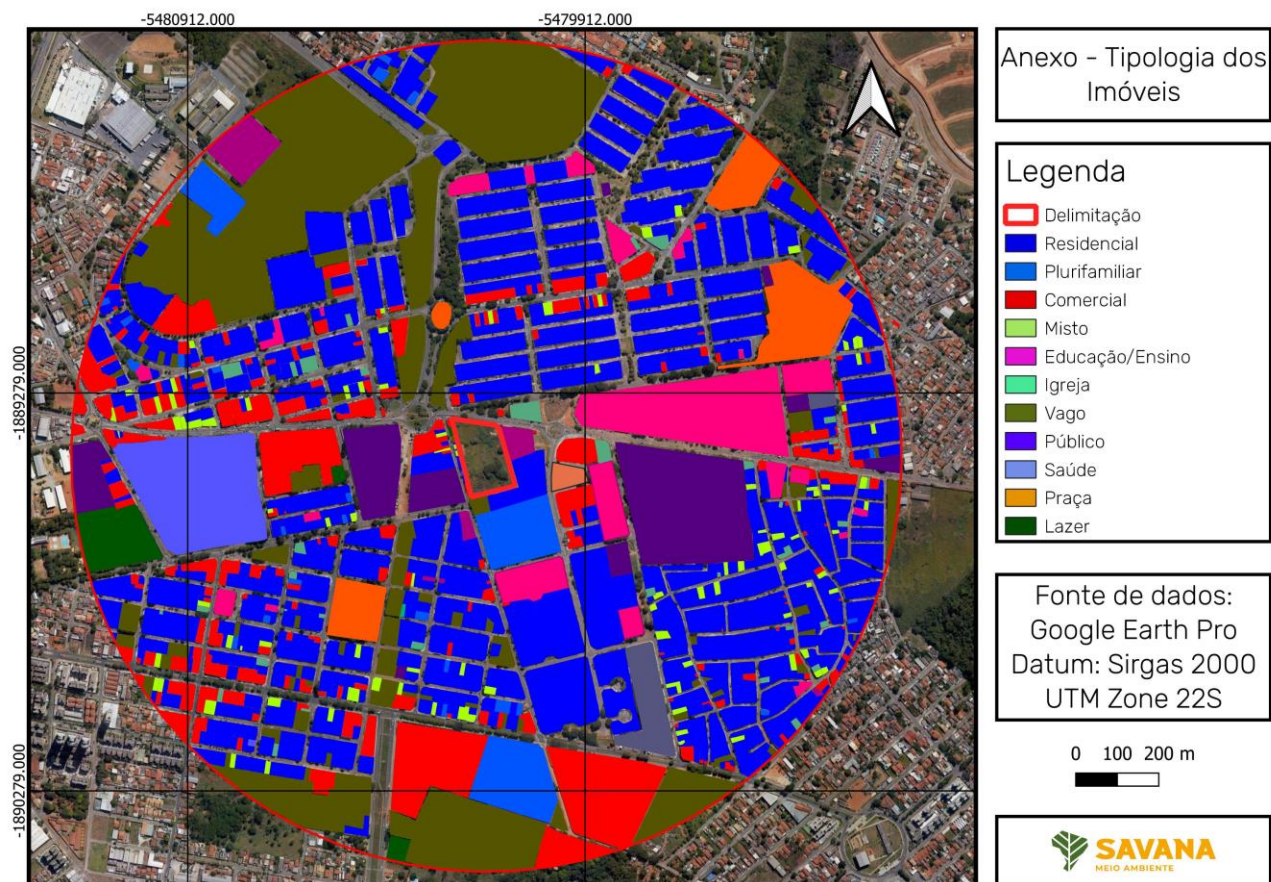 -5480912.000
-5479912.000
-1889279.000
-1890279.000
Anexo - Tipologia dos
Imóveis
Legenda
Delimitação
Residencial
Plurifamiliar
Comercial
Misto
Educação/Ensino
Igreja
Vago
Público
Saúde
Praça
Lazer
Fonte de dados:
Google Earth Pro
Datum: Sirgas 2000
UTM Zone 22S
0 100 200 m
SAVANA
MEIO AMBIENTE